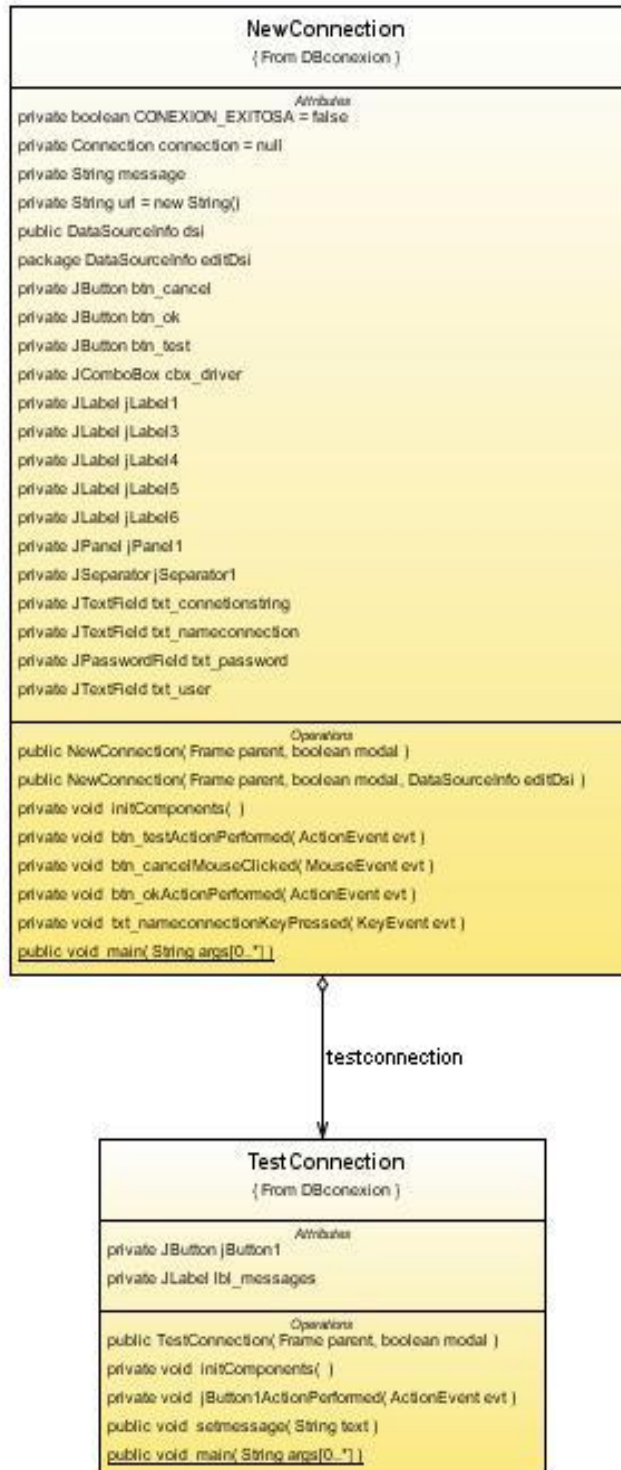 NewConnection
{ From DBconexion }
Attributes
private boolean CONEXION_EXITOSA = false
private Connection connection = null
private String message
private String url = new String()
public DataSourceInfo dsi
package DataSourceInfo editDsi
private JButton btn_cancel
private JButton btn_ok
private JButton btn_test
private JComboBox cbx_driver
private JLabel jLabel1
private JLabel jLabel3
private JLabel jLabel4
private JLabel jLabel5
private JLabel jLabel6
private JPanel jPanel1
private JSeparator jSeparator1
private JTextField txt_connetionstring
private JTextField txt_nameconnection
private JPasswordField txt_password
private JTextField txt_user
Operations
public NewConnection( Frame parent, boolean modal )
public NewConnection( Frame parent, boolean modal, DataSourceInfo editDsi )
private void initComponents( )
private void btn_testActionPerformed( ActionEvent evt )
private void btn_cancelMouseClicked( MouseEvent evt )
private void btn_okActionPerformed( ActionEvent evt )
private void txt_nameconnectionKeyPressed( KeyEvent evt )
public void main( String args[0..*] )
testconnection
TestConnection
{ From DBconexion }
Attributes
private JButton jButton1
private JLabel lbl_messages
Operations
public TestConnection( Frame parent, boolean modal )
private void initComponents( )
private void jButton1ActionPerformed( ActionEvent evt )
public void setmessage( String text )
public void main( String args[0..*] )